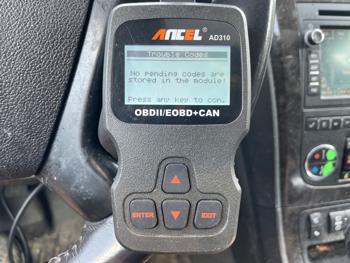 ANCEL
AD310
Trouble Codes
No pending codes are
stored in the module!
Press any key to con.
OBDII/EOBD+CAN
ENTER
EXIT